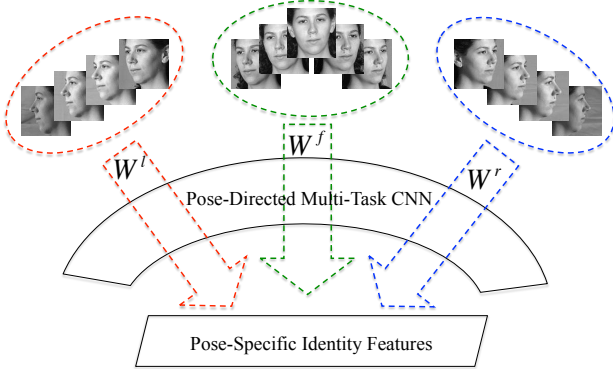 W^l
W^f
W^r
Pose-Directed Multi-Task CNN
Pose-Specific Identity Features